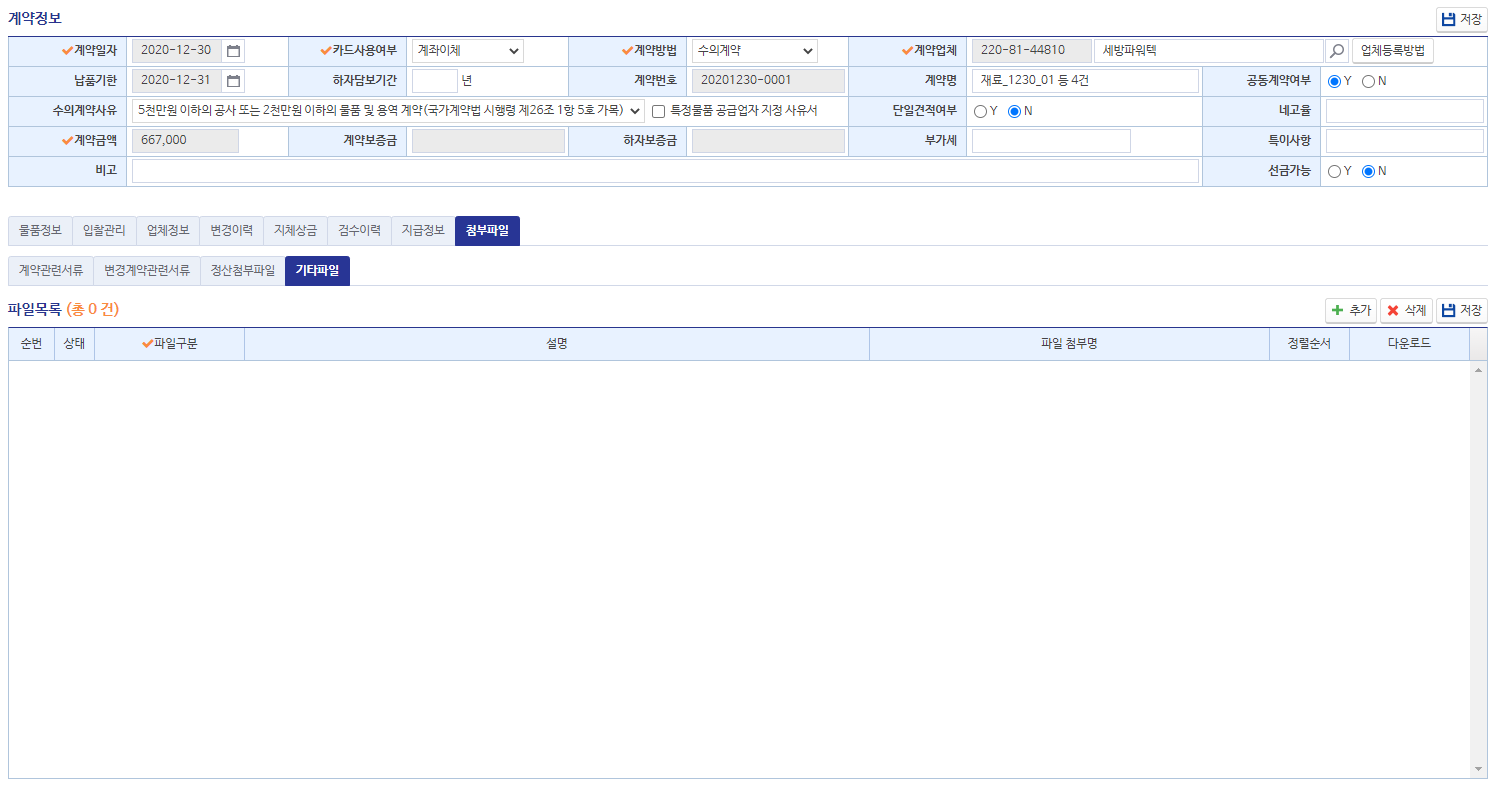 계약정보
저장
계약일자 2020-12-30 카드사용여부 계좌이체 계약방법 수의계약 계약업체 220-81-44810 세방파워텍 업체등록방법
납품기한 2020-12-31 하자담보기간 년 계약번호 20201230-0001 계약명 재료_1230_01 등 4건 공동계약여부 Y N
수의계약사유 5천만원 이하의 공사 또는 2천만원 이하의 물품 및 용역 계약(국가계약법 시행령 제26조 1항 5호 가목) 특정물품 공급업자 지정 사유서 단일견적여부 Y N 네고율
계약금액 667,000 계약보증금 하자보증금 부가세 특이사항
비고 선금가능 Y N
물품정보 입찰관리 업체정보 변경이력 지체상금 검수이력 지급정보 첨부파일
계약관련서류 변경계약관련서류 정산첨부파일 기타파일
파일목록 (총 0 건) 추가 삭제 저장
순번 상태 파일구분 설명 파일 첨부명 정렬순서 다운로드